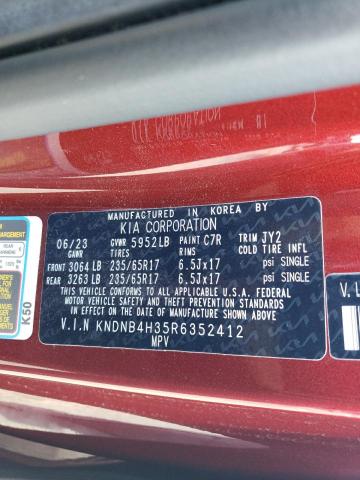 MANUFACTURED IN KOREA BY
KIA CORPORATION
06/23 GVWR 5952LB PAINT C7R TRIM JY2
GAWR TIRES RIMS COLD TIRE INFL
FRONT 3064 LB 235/65R17 6.5Jx17 psi SINGLE
REAR 3263 LB 235/65R17 6.5Jx17 psi SINGLE
THIS VEHICLE CONFORMS TO ALL APPLICABLE U.S.A. FEDERAL
MOTOR VEHICLE SAFETY AND THEFT PREVENTION STANDARDS
IN EFFECT ON THE DATE OF MANUFACTURE SHOWN ABOVE.
V.I.N KNDNB4H35R6352412
MPV
K50